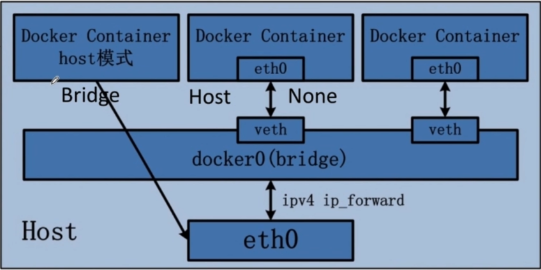 Docker Container
host模式
Docker Container
eth0
Docker Container
eth0
Bridge
Host
None
veth
veth
docker0(bridge)
ipv4 ip_forward
Host
eth0